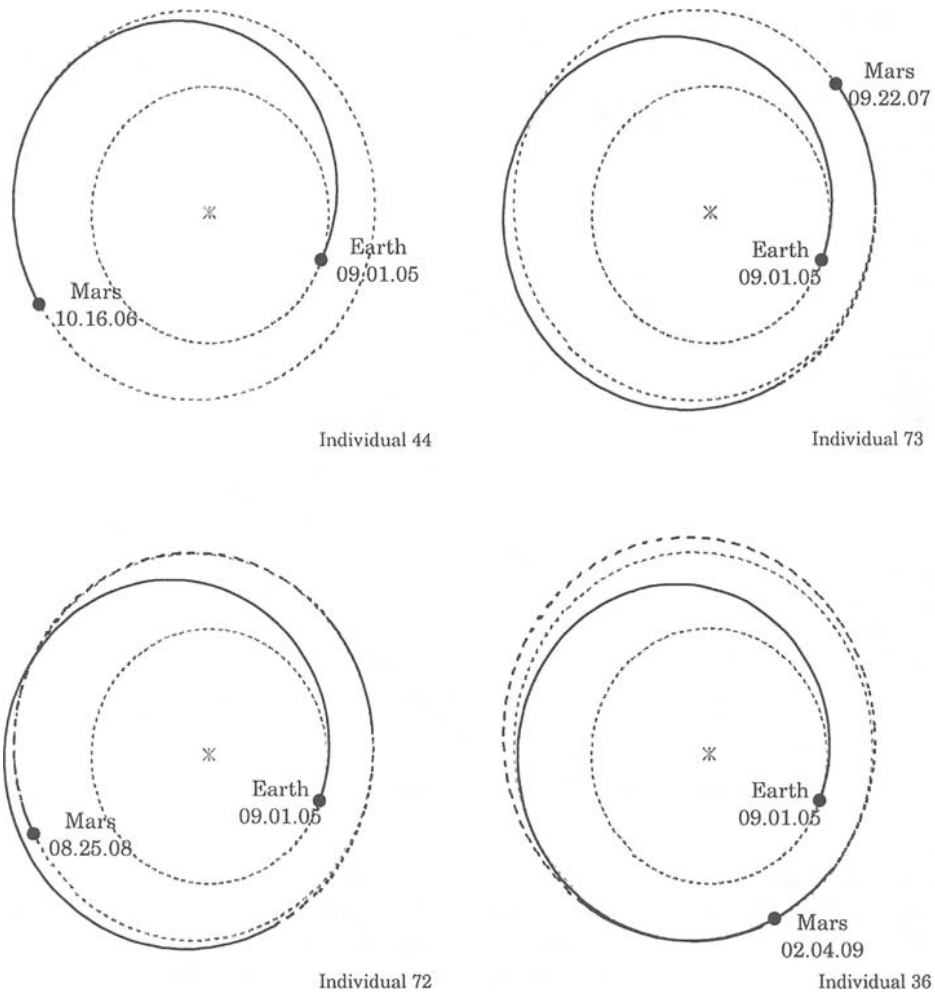 Earth
09.01.05
Mars
10.16.06
Individual 44
Mars
09.22.07
Earth
09.01.05
Individual 73
Earth
09.01.05
Mars
08.25.08
Individual 72
Earth
09.01.05
Mars
02.04.09
Individual 36